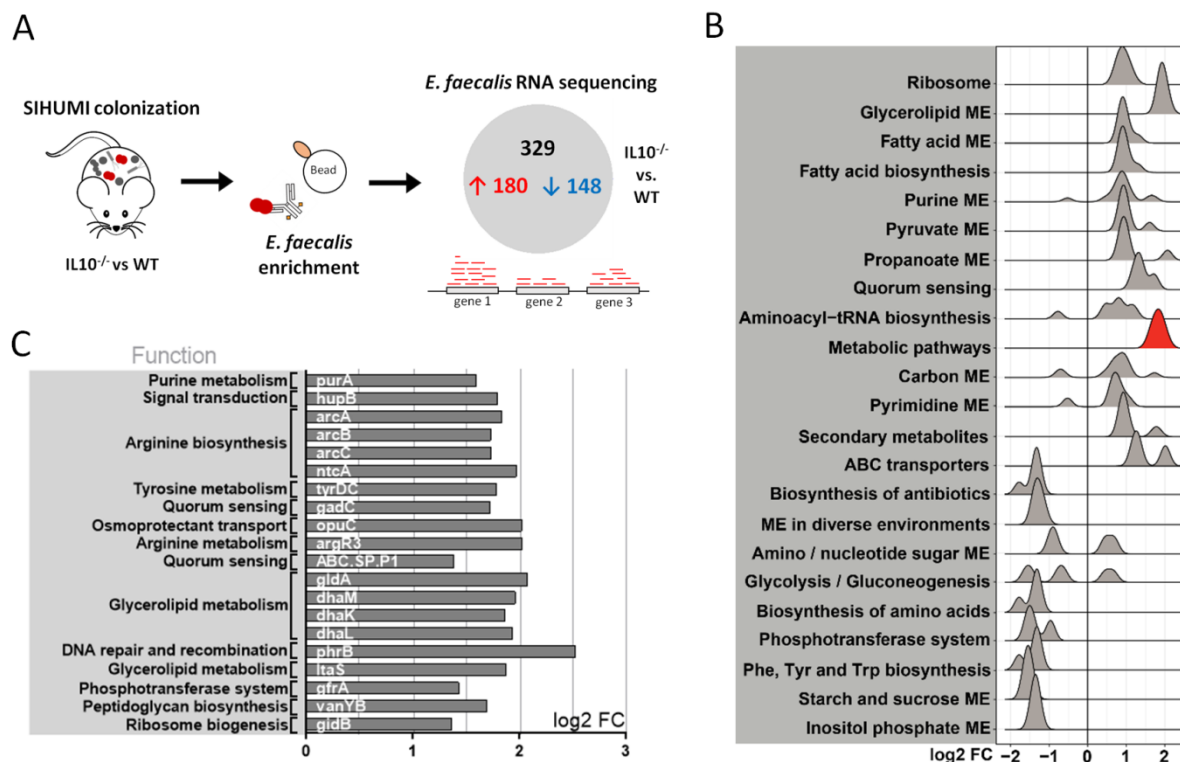 A
SIHUMI colonization
IL10-/- vs WT
Bead
E. faecalis
enrichment
E. faecalis RNA sequencing
329
↑ 180 ↓ 148
IL10-/-
vs.
WT
gene 1 gene 2 gene 3
B
Ribosome
Glycerolipid ME
Fatty acid ME
Fatty acid biosynthesis
Purine ME
Pyruvate ME
Propanoate ME
Quorum sensing
Aminoacyl-tRNA biosynthesis
Metabolic pathways
Carbon ME
Pyrimidine ME
Secondary metabolites
ABC transporters
Biosynthesis of antibiotics
ME in diverse environments
Amino / nucleotide sugar ME
Glycolysis / Gluconeogenesis
Biosynthesis of amino acids
Phosphotransferase system
Phe, Tyr and Trp biosynthesis
Starch and sucrose ME
Inositol phosphate ME
log2 FC −2 −1 0 1 2
C
Function
Purine metabolism purA
Signal transduction hupB
Arginine biosynthesis
arcA
arcB
arcC
ntcA
Tyrosine metabolism tyrDC
Quorum sensing gadC
Osmoprotectant transport opuC
Arginine metabolism argR3
Quorum sensing ABC.SP.P1
Glycerolipid metabolism
gldA
dhaM
dhaK
dhaL
DNA repair and recombination phrB
Glycerolipid metabolism ltaS
Phosphotransferase system gfrA
Peptidoglycan biosynthesis vanYB
Ribosome biogenesis gidB
log2 FC
0 1 2 3